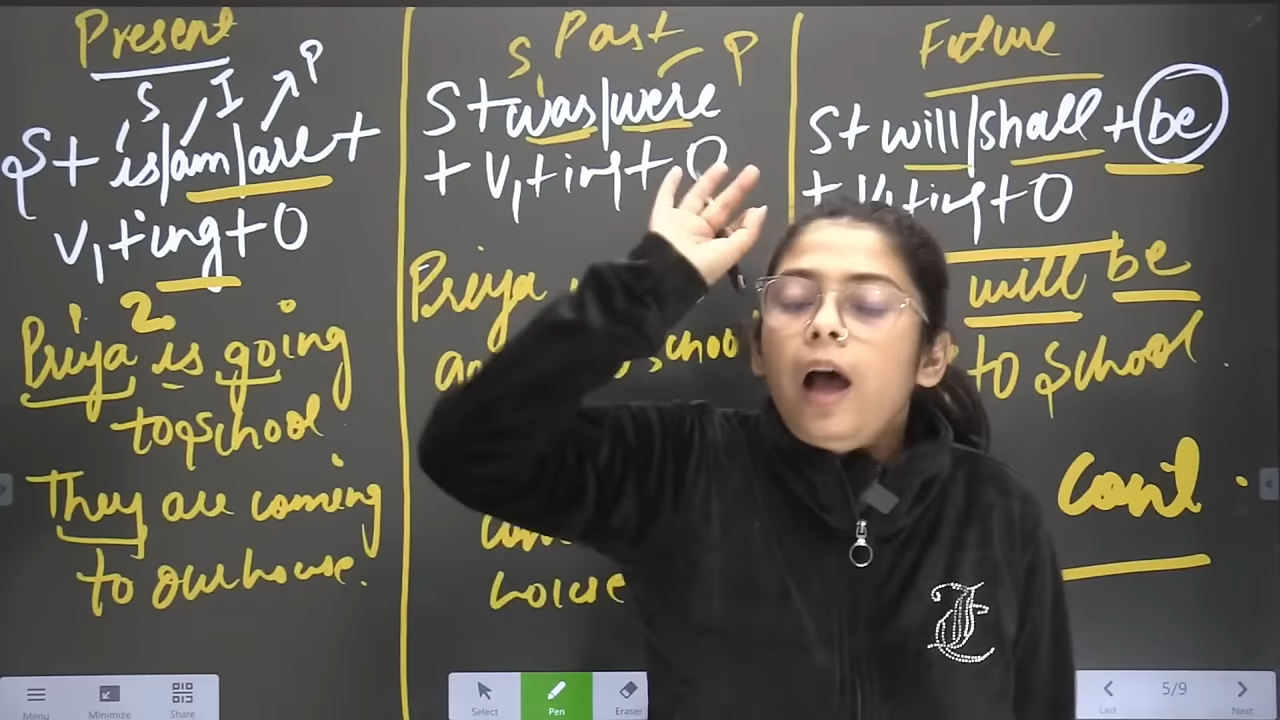 Present
S I P
S + is/am/are +
V1 + ing + O
1 2
Priya is going
to school
They are coming
to our house.
Past
S P
S + was/were
+ V1 + ing + O
Priya
school
house
Future
S + will/shall + be
+ V1 + ing + O
will be
to school
Cont.
Menu
Minimize
Share
Select
Pen
Eraser
Last
5/9
Next